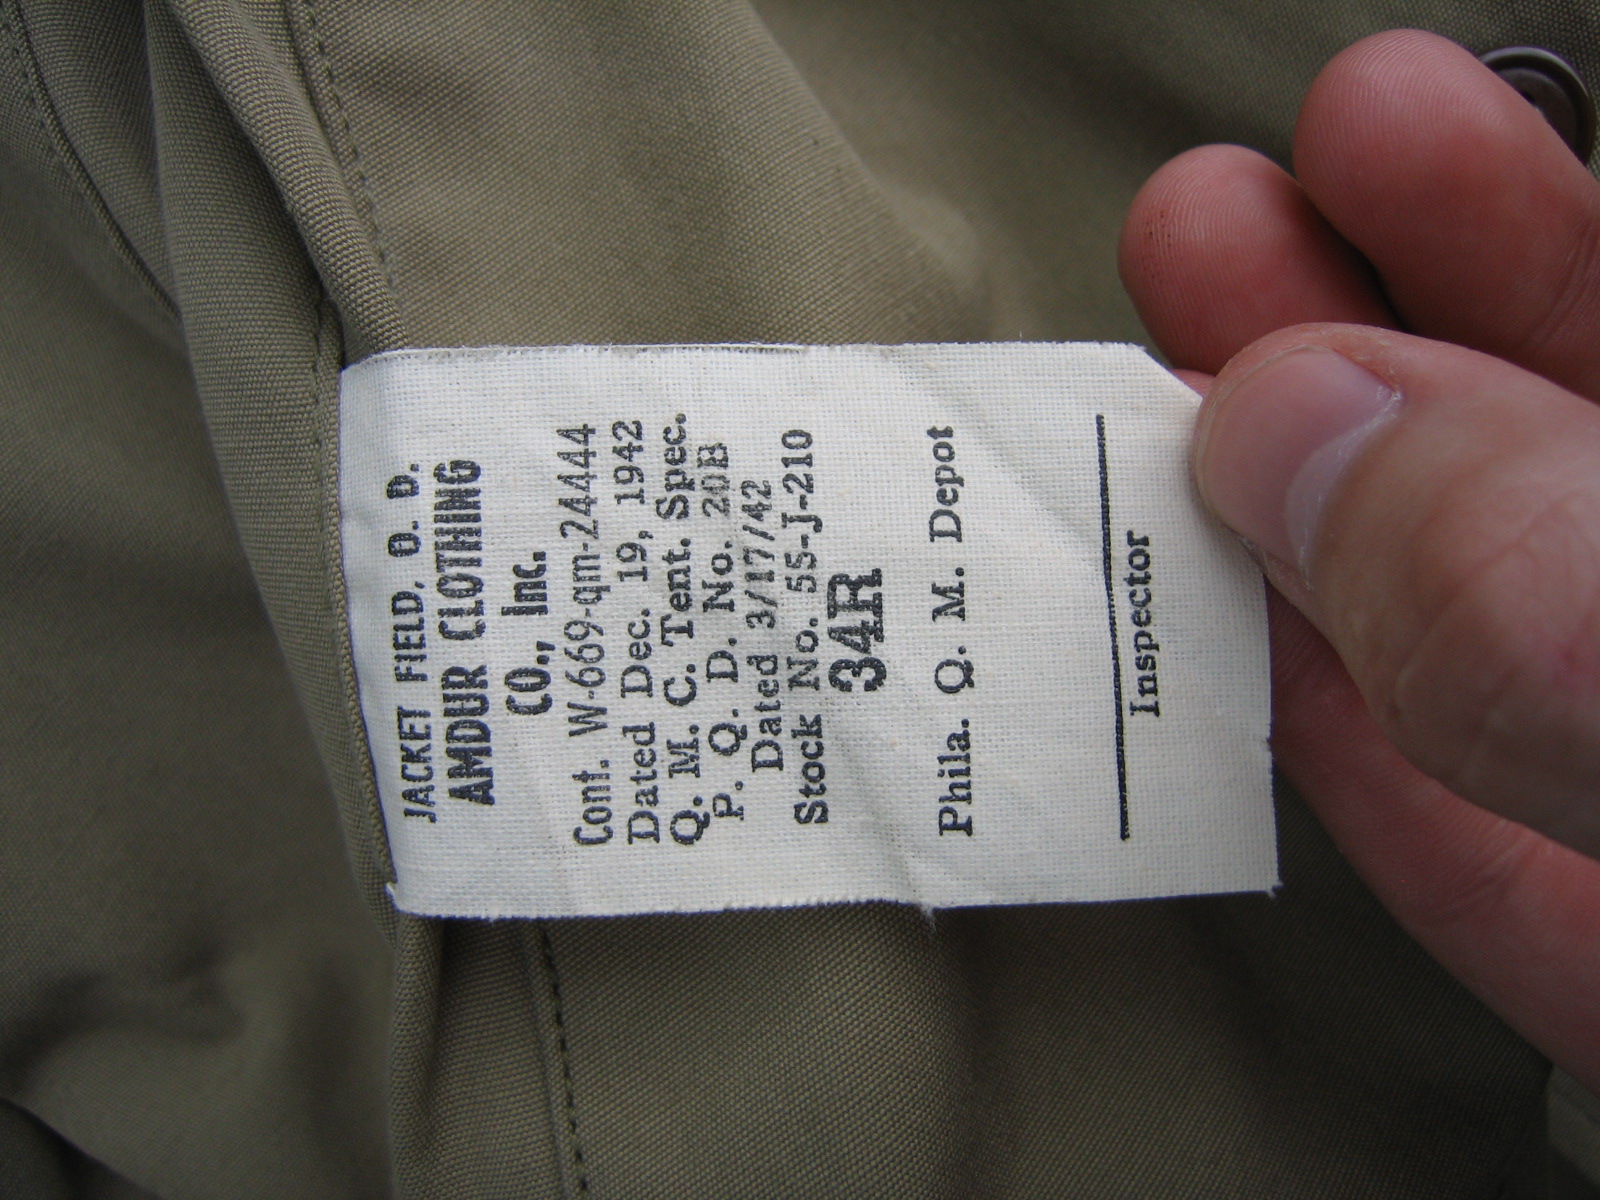 JACKET FIELD, O. D.
AMDUR CLOTHING
CO., Inc.
Cont. W-669-qm-24444
Dated Dec. 19, 1942
Q. M. C. Tent. Spec.
P. Q. D. No. 20B
Dated 3/17/42
Stock No. 55-J-210
34R
Phila. Q. M. Depot
Inspector